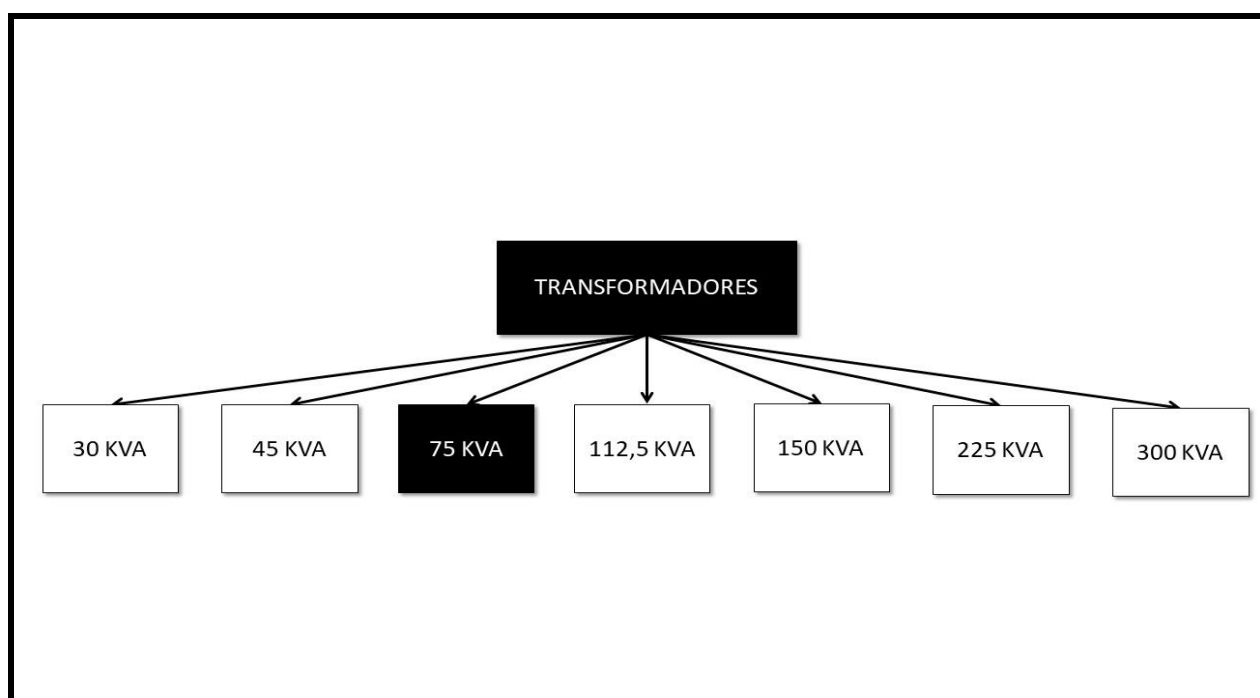 TRANSFORMADORES
30 KVA
45 KVA
75 KVA
112,5 KVA
150 KVA
225 KVA
300 KVA